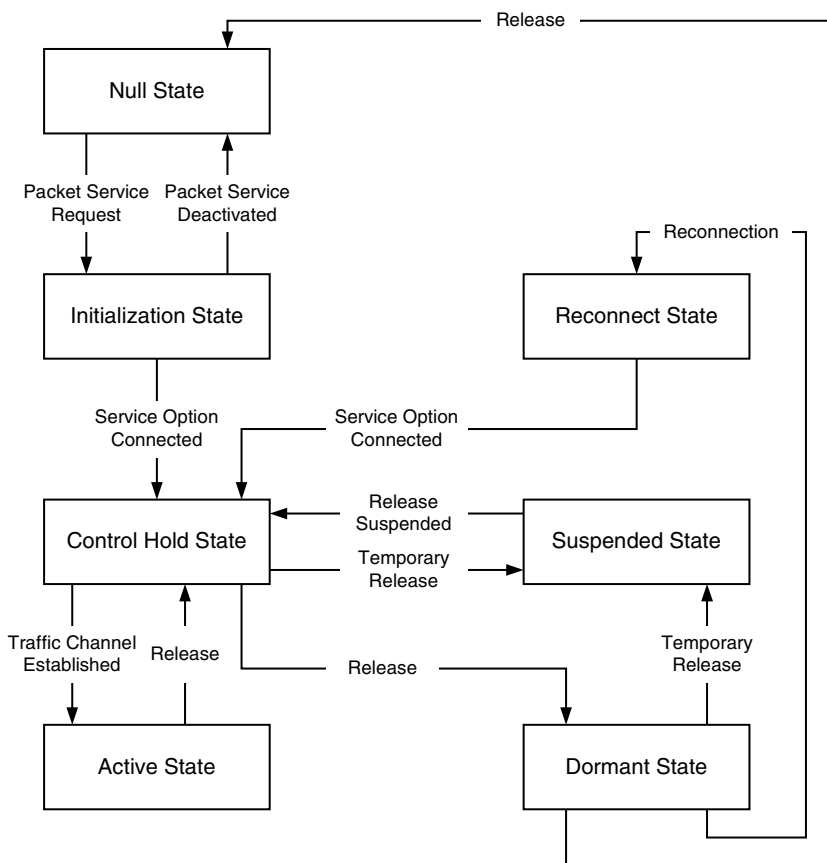 Release
Null State
Packet Service
Request
Packet Service
Deactivated
Reconnection
Initialization State
Reconnect State
Service Option
Connected
Service Option
Connected
Control Hold State
Release
Suspended
Temporary
Release
Suspended State
Traffic Channel
Established
Release
Release
Temporary
Release
Active State
Dormant State